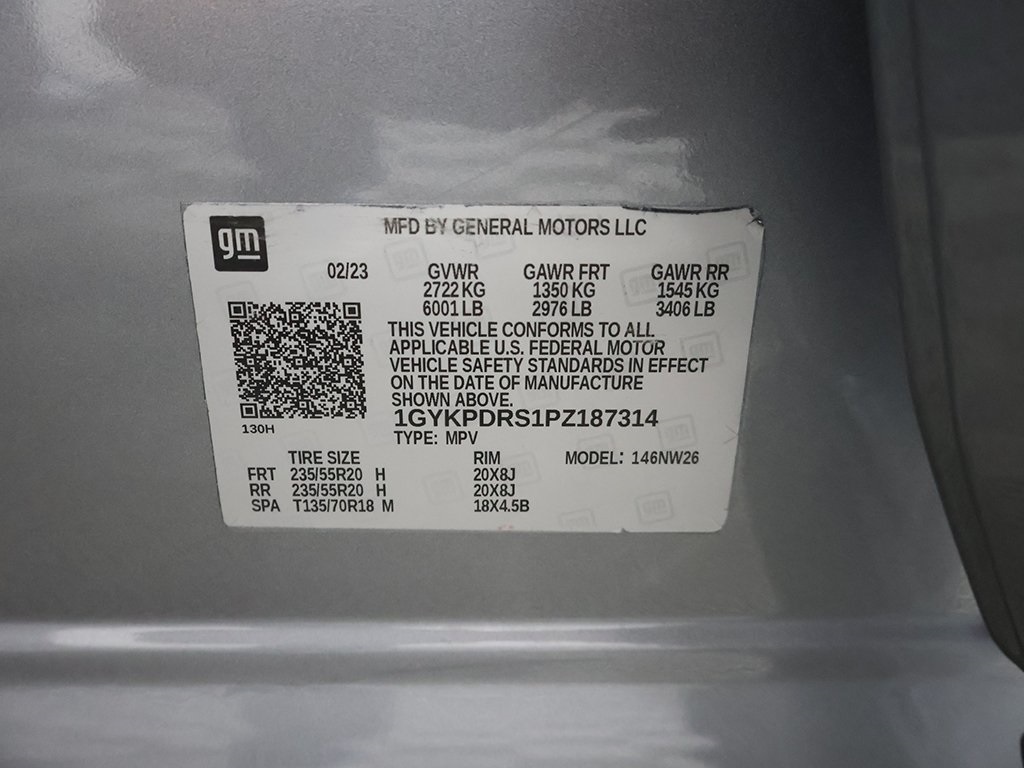 gm
MFD BY GENERAL MOTORS LLC
02/23 GVWR GAWR FRT GAWR RR
2722 KG 1350 KG 1545 KG
6001 LB 2976 LB 3406 LB
THIS VEHICLE CONFORMS TO ALL
APPLICABLE U.S. FEDERAL MOTOR
VEHICLE SAFETY STANDARDS IN EFFECT
ON THE DATE OF MANUFACTURE
SHOWN ABOVE.
1GYKPDRS1PZ187314
130H
TYPE: MPV
TIRE SIZE RIM MODEL: 146NW26
FRT 235/55R20 H 20X8J
RR 235/55R20 H 20X8J
SPA T135/70R18 M 18X4.5B